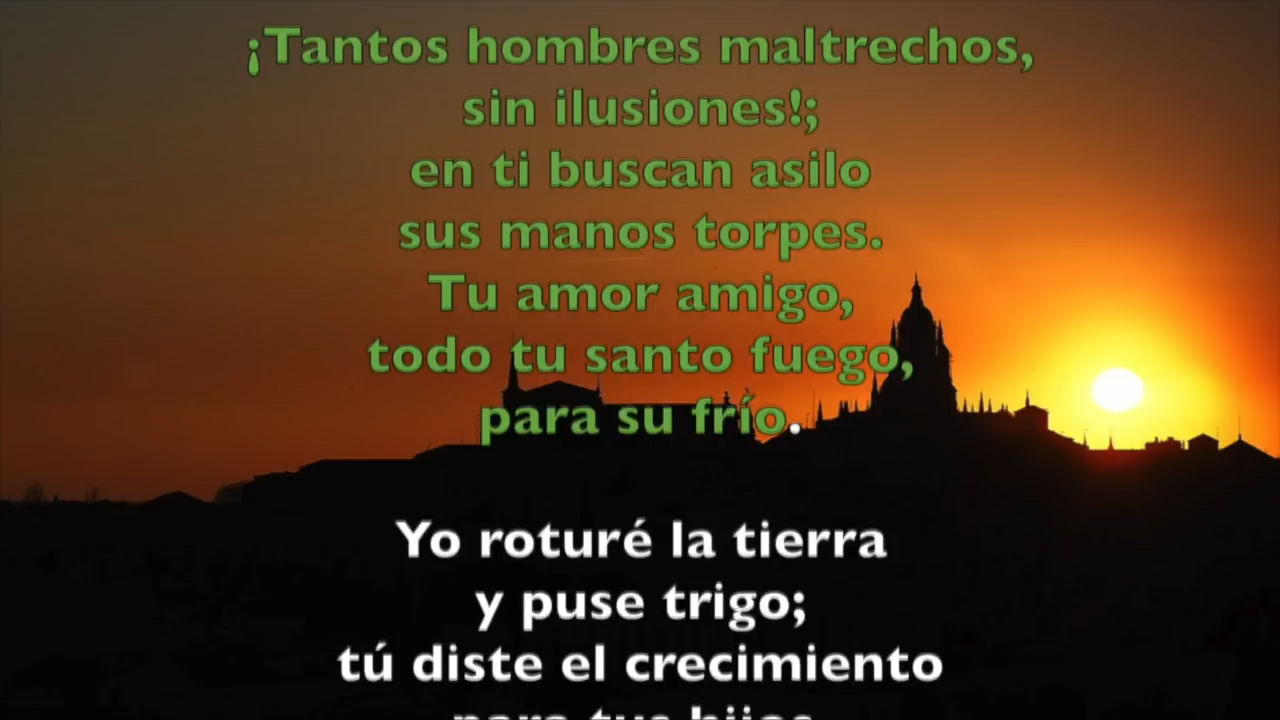 ¡Tantos hombres maltrechos,
sin ilusiones!;
en ti buscan asilo
sus manos torpes.
Tu amor amigo,
todo tu santo fuego,
para su frío.
Yo roturé la tierra
y puse trigo;
tú diste el crecimiento
para tus hijos